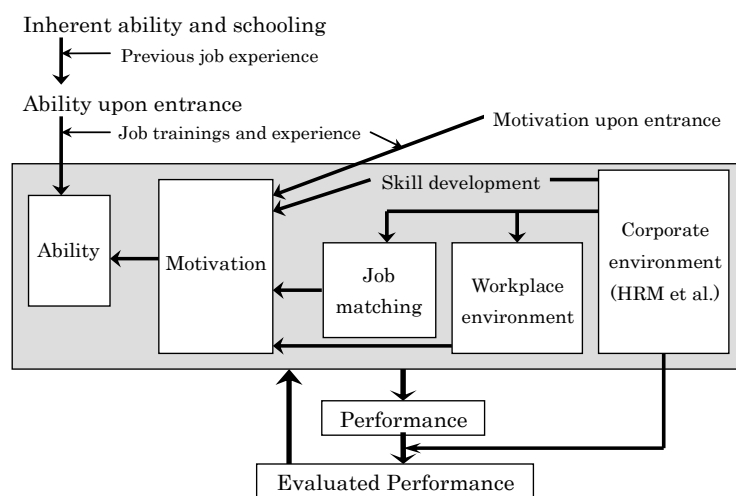 Inherent ability and schooling
Previous job experience
Ability upon entrance
Job trainings and experience
Motivation upon entrance
Skill development
Ability
Motivation
Job
matching
Workplace
environment
Corporate
environment
(HRM et al.)
Performance
Evaluated Performance